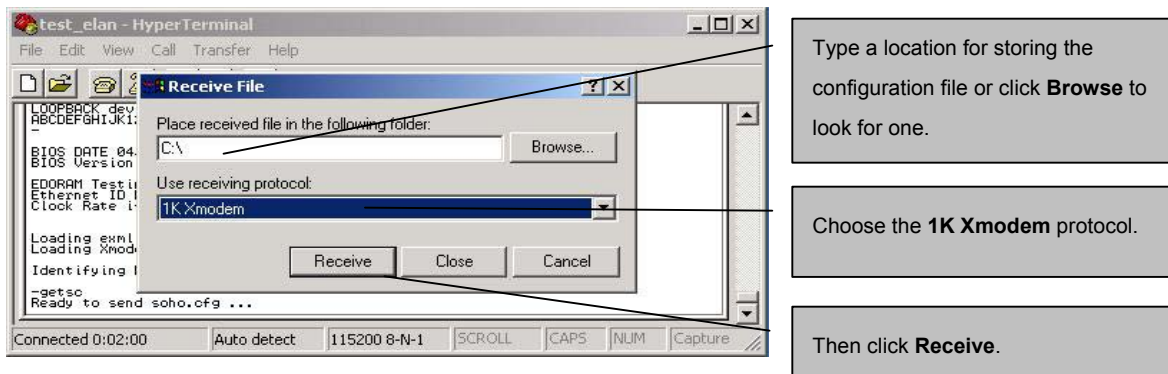 test_elan - HyperTerminal
File Edit View Call Transfer Help
Receive File
LOOPBACK dev
Place received file in the following folder:
C:\
Browse...
BIOS DATE 04
BIOS Version
EDORAM Testi
Ethernet ID
Clock Rate i
Use receiving protocol:
1K Xmodem
Loading exml
Loading Xmod
Identifying
Receive
Close
Cancel
-getsc
Ready to send soho.cfg ...
Connected 0:02:00
Auto detect
115200 8-N-1
SCROLL
CAPS
NUM
Capture
Type a location for storing the
configuration file or click Browse to
look for one.
Choose the 1K Xmodem protocol.
Then click Receive.